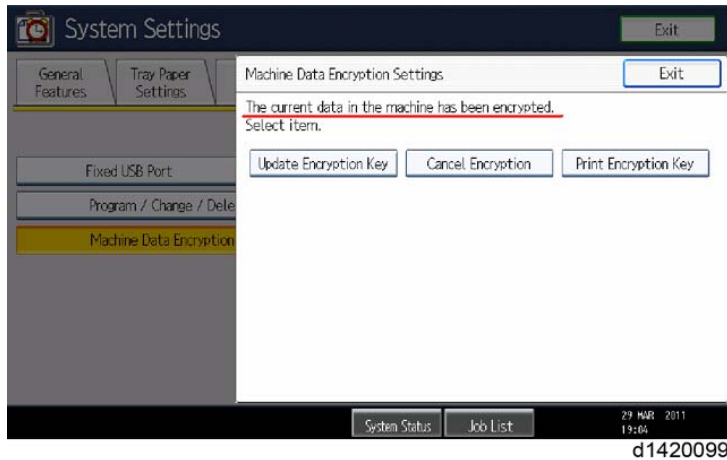 System Settings
Exit
General
Features
Tray Paper
Settings
Machine Data Encryption Settings
Exit
The current data in the machine has been encrypted.
Select item.
Update Encryption Key
Cancel Encryption
Print Encryption Key
Fixed USB Port
Program / Change / Dele
Machine Data Encryption
System Status
Job List
29 MAR 2011
19:04
d1420099